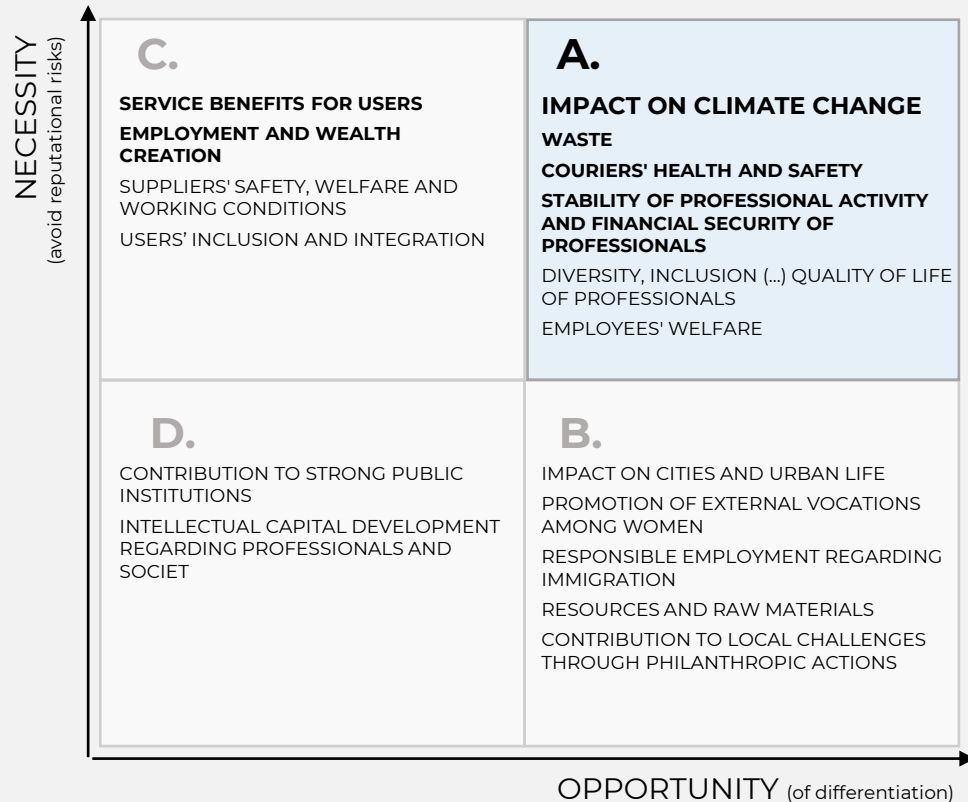 NECESSITY
(avoid reputational risks)
C.
SERVICE BENEFITS FOR USERS
EMPLOYMENT AND WEALTH
CREATION
SUPPLIERS' SAFETY, WELFARE AND
WORKING CONDITIONS
USERS’ INCLUSION AND INTEGRATION
A.
IMPACT ON CLIMATE CHANGE
WASTE
COURIERS' HEALTH AND SAFETY
STABILITY OF PROFESSIONAL ACTIVITY
AND FINANCIAL SECURITY OF
PROFESSIONALS
DIVERSITY, INCLUSION (...) QUALITY OF LIFE
OF PROFESSIONALS
EMPLOYEES' WELFARE
D.
CONTRIBUTION TO STRONG PUBLIC
INSTITUTIONS
INTELLECTUAL CAPITAL DEVELOPMENT
REGARDING PROFESSIONALS AND
SOCIET
B.
IMPACT ON CITIES AND URBAN LIFE
PROMOTION OF EXTERNAL VOCATIONS
AMONG WOMEN
RESPONSIBLE EMPLOYMENT REGARDING
IMMIGRATION
RESOURCES AND RAW MATERIALS
CONTRIBUTION TO LOCAL CHALLENGES
THROUGH PHILANTHROPIC ACTIONS
OPPORTUNITY (of differentiation)